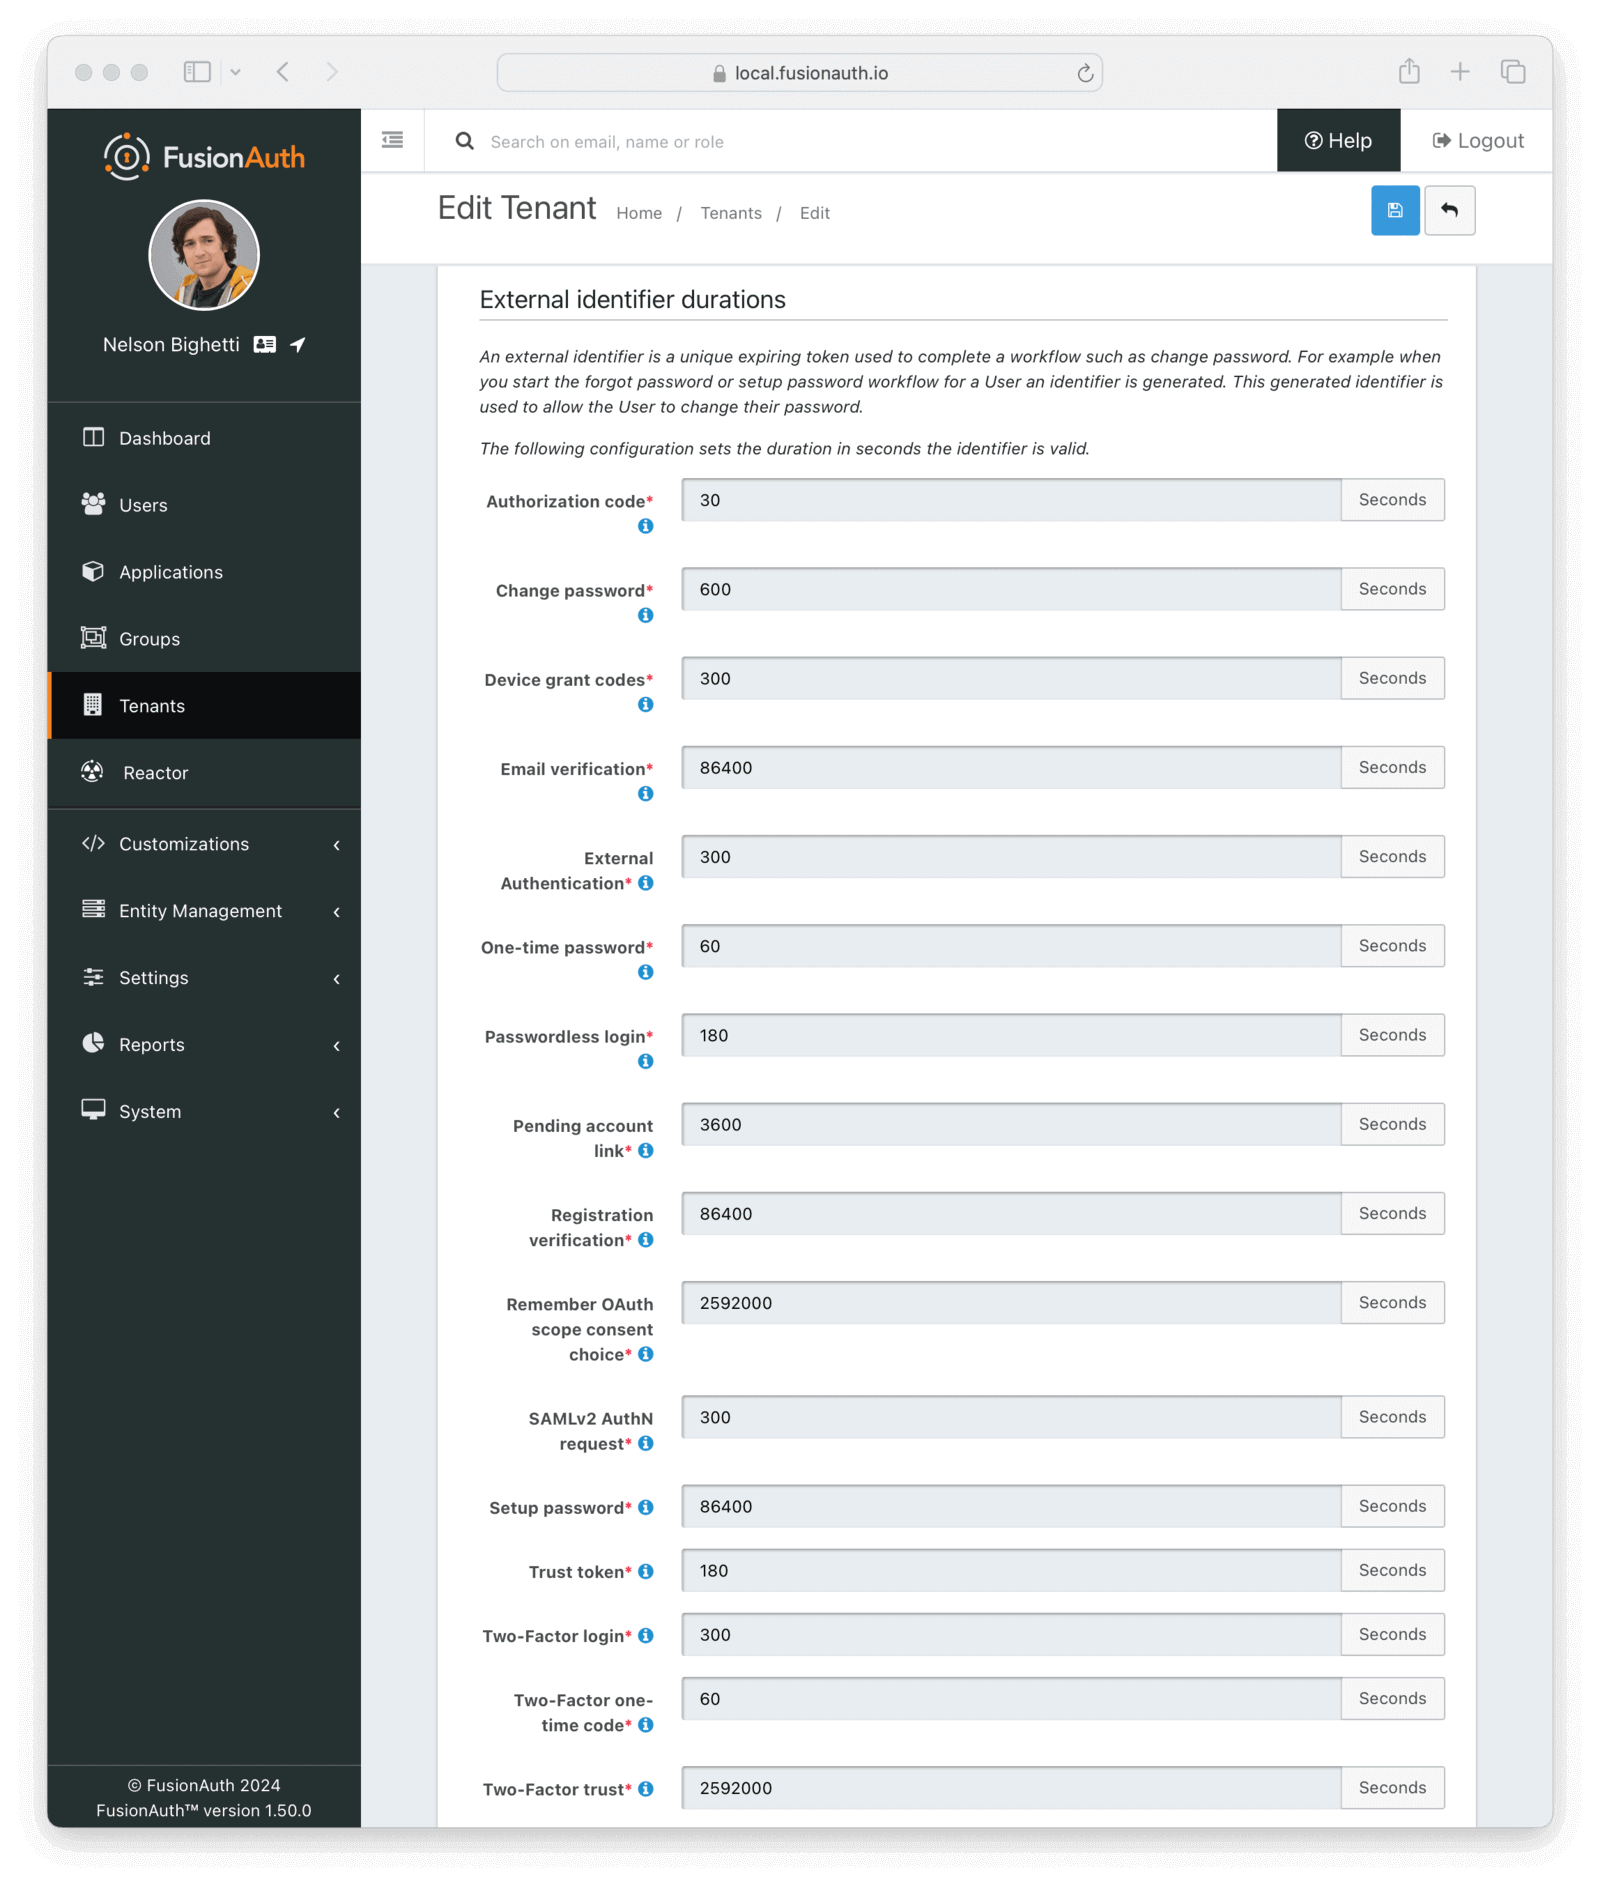 local.fusionauth.io
FusionAuth
Search on email, name or role
Help
Logout
Edit Tenant
Home / Tenants / Edit
Nelson Bighetti
Dashboard
Users
Applications
Groups
Tenants
Reactor
Customizations
Entity Management
Settings
Reports
System
© FusionAuth 2024
FusionAuth™ version 1.50.0
External identifier durations
An external identifier is a unique expiring token used to complete a workflow such as change password. For example when
you start the forgot password or setup password workflow for a User an identifier is generated. This generated identifier is
used to allow the User to change their password.
The following configuration sets the duration in seconds the identifier is valid.
Authorization code* 30 Seconds
Change password* 600 Seconds
Device grant codes* 300 Seconds
Email verification* 86400 Seconds
External
Authentication* 300 Seconds
One-time password* 60 Seconds
Passwordless login* 180 Seconds
Pending account
link* 3600 Seconds
Registration
verification* 86400 Seconds
Remember OAuth
scope consent
choice* 2592000 Seconds
SAMLv2 AuthN
request* 300 Seconds
Setup password* 86400 Seconds
Trust token* 180 Seconds
Two-Factor login* 300 Seconds
Two-Factor one-
time code* 60 Seconds
Two-Factor trust* 2592000 Seconds